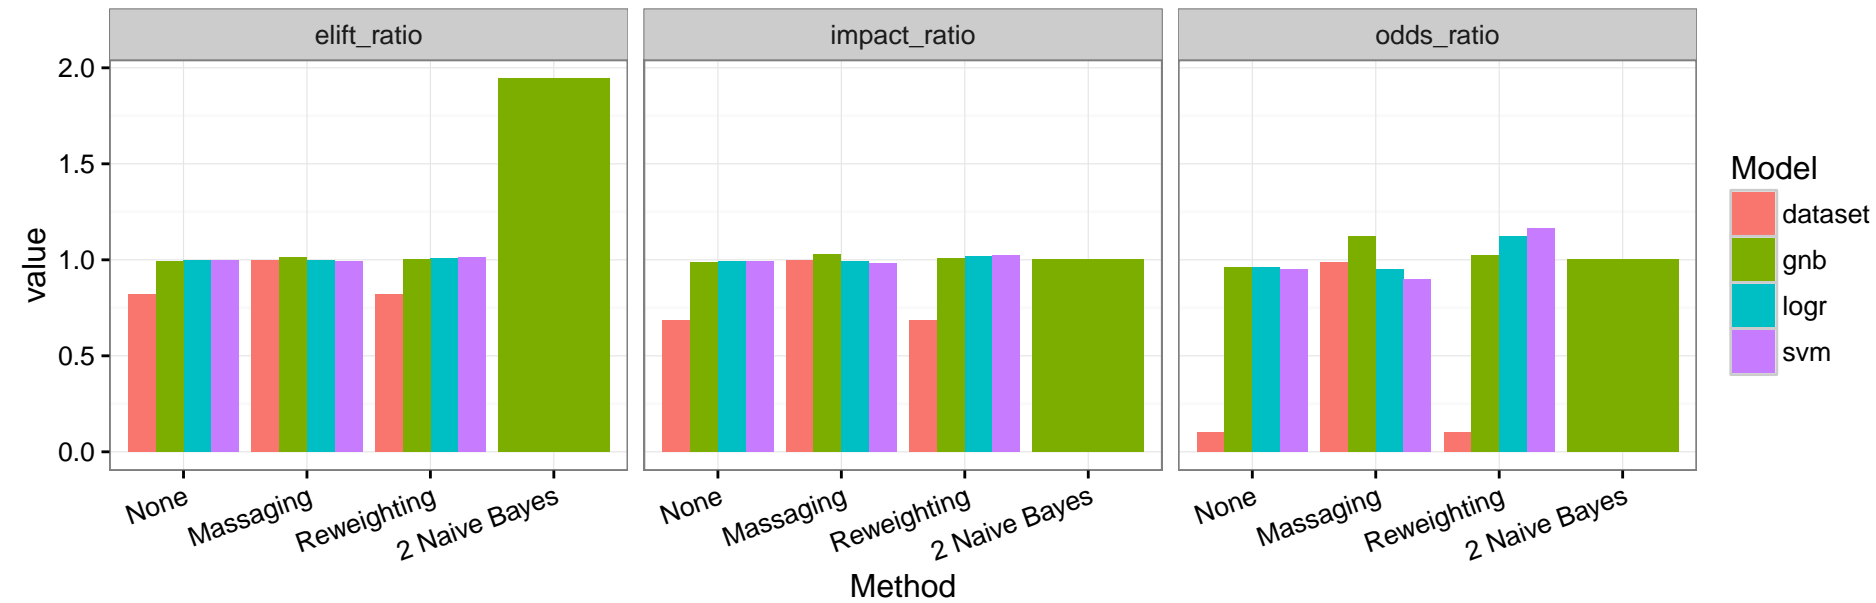 elift_ratio
impact_ratio
odds_ratio
2.0
1.5
1.0
0.5
0.0
value
None
Massaging
Reweighting
2 Naive Bayes
None
Massaging
Reweighting
2 Naive Bayes
None
Massaging
Reweighting
2 Naive Bayes
Method
Model
dataset
gnb
logr
svm